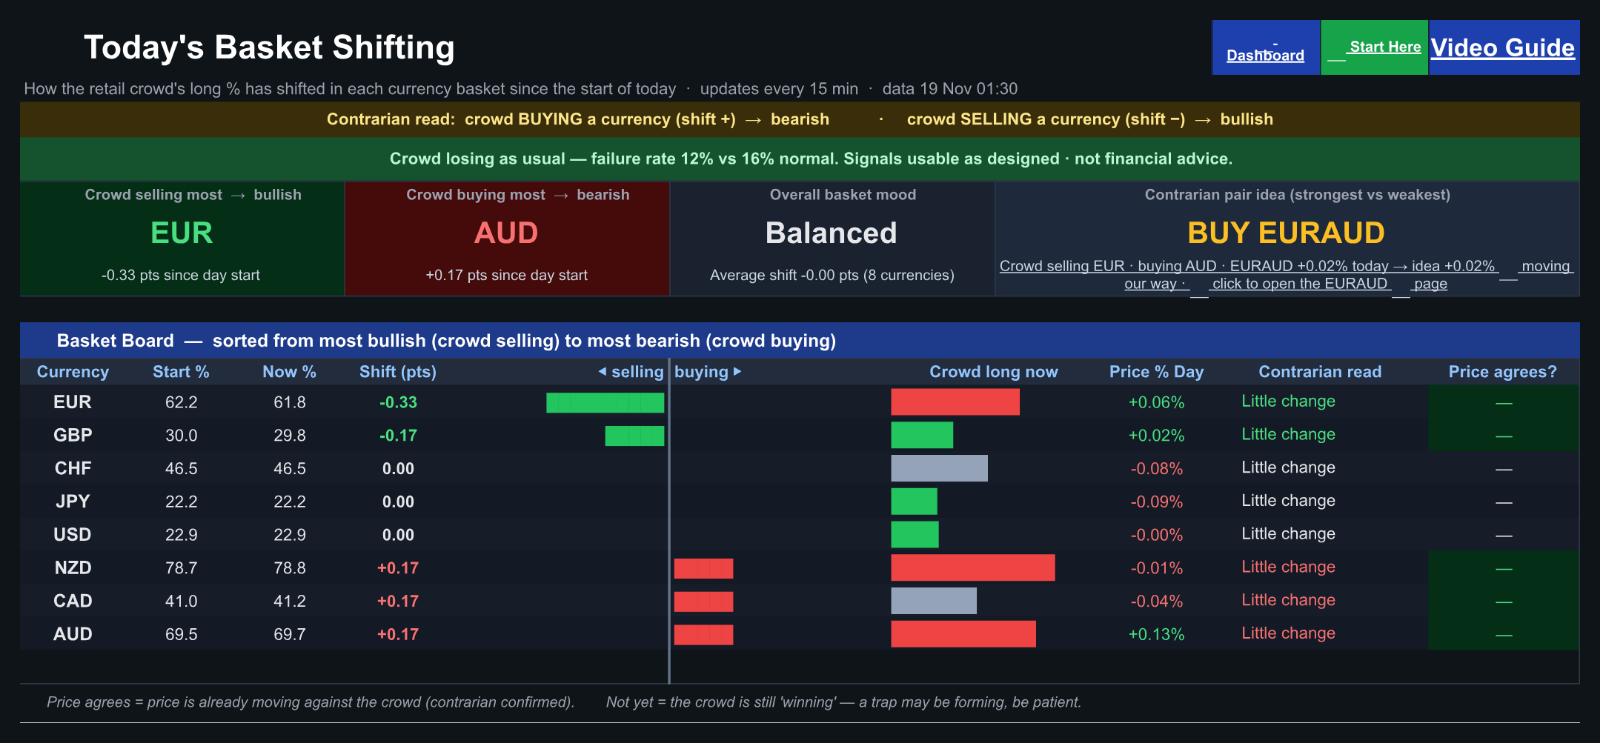 Today's Basket Shifting
Dashboard
Start Here
Video Guide
How the retail crowd's long % has shifted in each currency basket since the start of today · updates every 15 min · data 19 Nov 01:30
Contrarian read: crowd BUYING a currency (shift +) → bearish · crowd SELLING a currency (shift −) → bullish
Crowd losing as usual — failure rate 12% vs 16% normal. Signals usable as designed · not financial advice.
Crowd selling most → bullish
EUR
-0.33 pts since day start
Crowd buying most → bearish
AUD
+0.17 pts since day start
Overall basket mood
Balanced
Average shift -0.00 pts (8 currencies)
Contrarian pair idea (strongest vs weakest)
BUY EURAUD
Crowd selling EUR · buying AUD · EURAUD +0.02% today → idea +0.02% moving
our way · click to open the EURAUD page
Basket Board — sorted from most bullish (crowd selling) to most bearish (crowd buying)
Currency Start % Now % Shift (pts) ◄ selling buying ► Crowd long now Price % Day Contrarian read Price agrees?
EUR 62.2 61.8 -0.33 +0.06% Little change —
GBP 30.0 29.8 -0.17 +0.02% Little change —
CHF 46.5 46.5 0.00 -0.08% Little change —
JPY 22.2 22.2 0.00 -0.09% Little change —
USD 22.9 22.9 0.00 -0.00% Little change —
NZD 78.7 78.8 +0.17 -0.01% Little change —
CAD 41.0 41.2 +0.17 -0.04% Little change —
AUD 69.5 69.7 +0.17 +0.13% Little change —
Price agrees = price is already moving against the crowd (contrarian confirmed). Not yet = the crowd is still 'winning' — a trap may be forming, be patient.